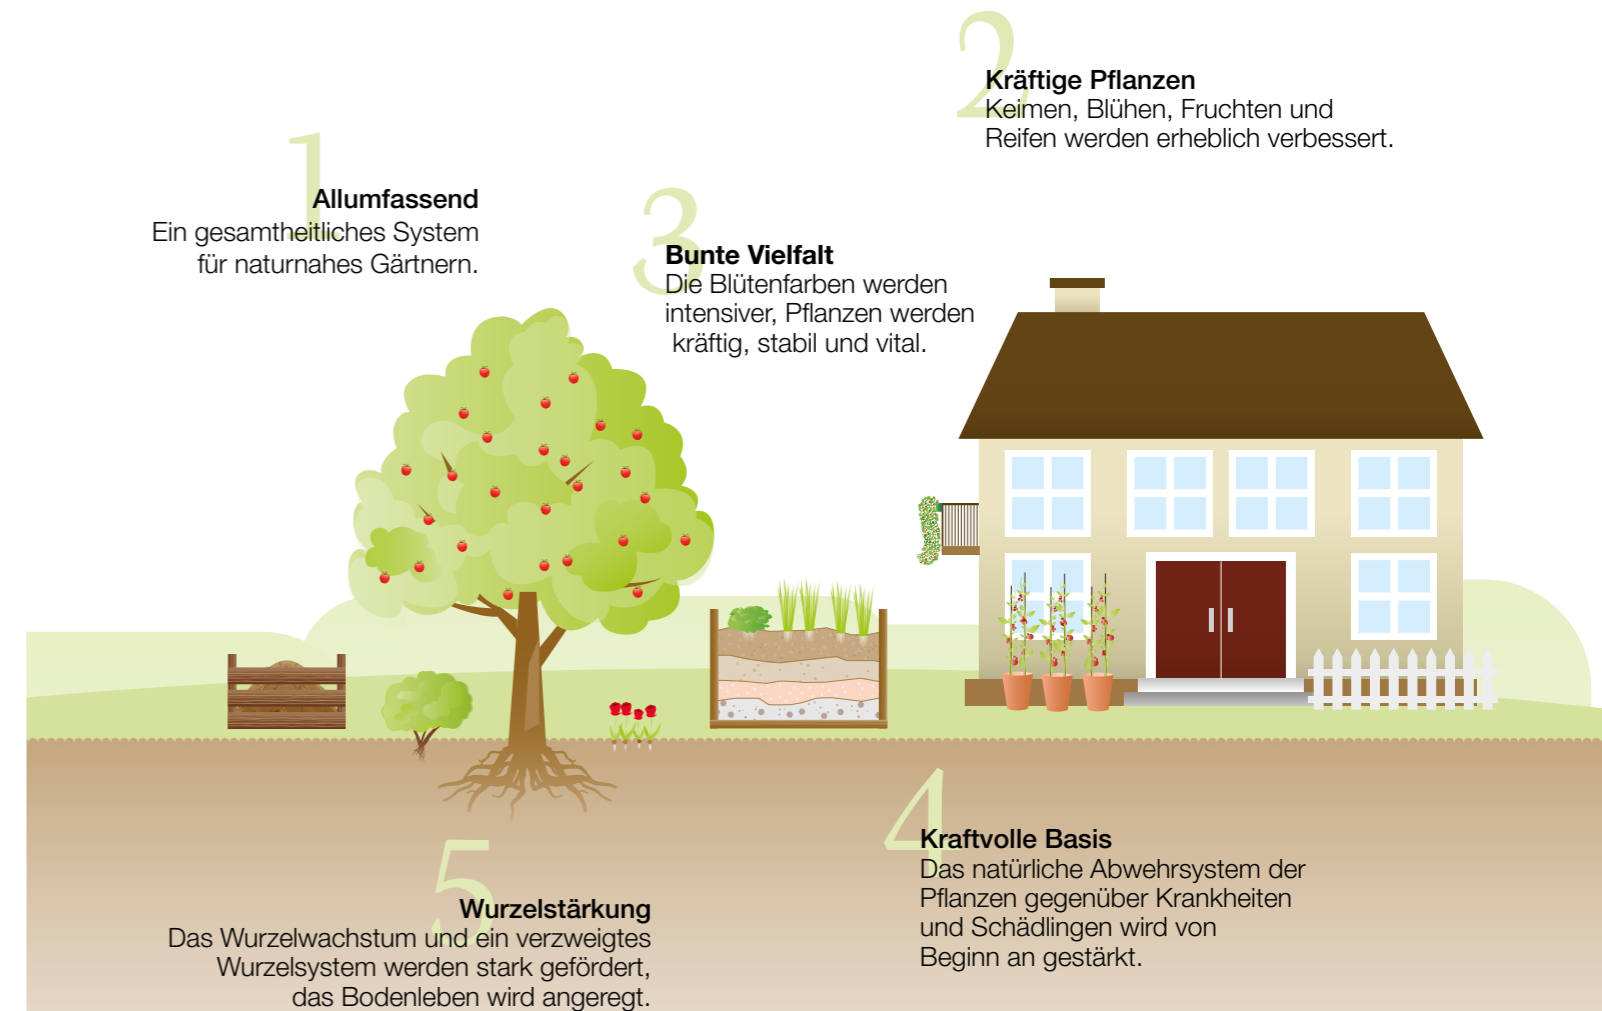 1
Allumfassend
Ein gesamtheitliches System
für naturnahes Gärtnern.
2
Kräftige Pflanzen
Keimen, Blühen, Fruchten und
Reifen werden erheblich verbessert.
3
Bunte Vielfalt
Die Blütenfarben werden
intensiver, Pflanzen werden
kräftig, stabil und vital.
4
Kraftvolle Basis
Das natürliche Abwehrsystem der
Pflanzen gegenüber Krankheiten
und Schädlingen wird von
Beginn an gestärkt.
5
Wurzelstärkung
Das Wurzelwachstum und ein verzweigtes
Wurzelsystem werden stark gefördert,
das Bodenleben wird angeregt.